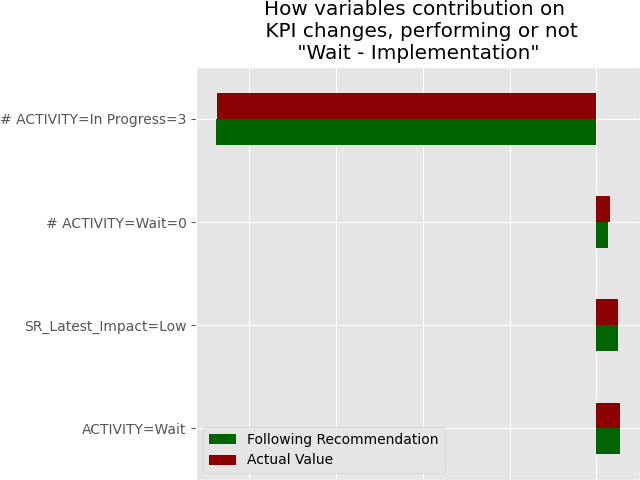 How variables contribution on
KPI changes, performing or not
"Wait - Implementation"
# ACTIVITY=In Progress=3
# ACTIVITY=Wait=0
SR_Latest_Impact=Low
ACTIVITY=Wait
Following Recommendation
Actual Value